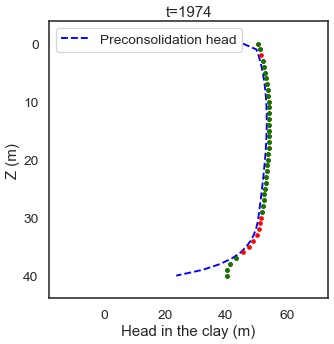 t=1974
Preconsolidation head
0
10
20
30
40
Z (m)
0 20 40 60
Head in the clay (m)